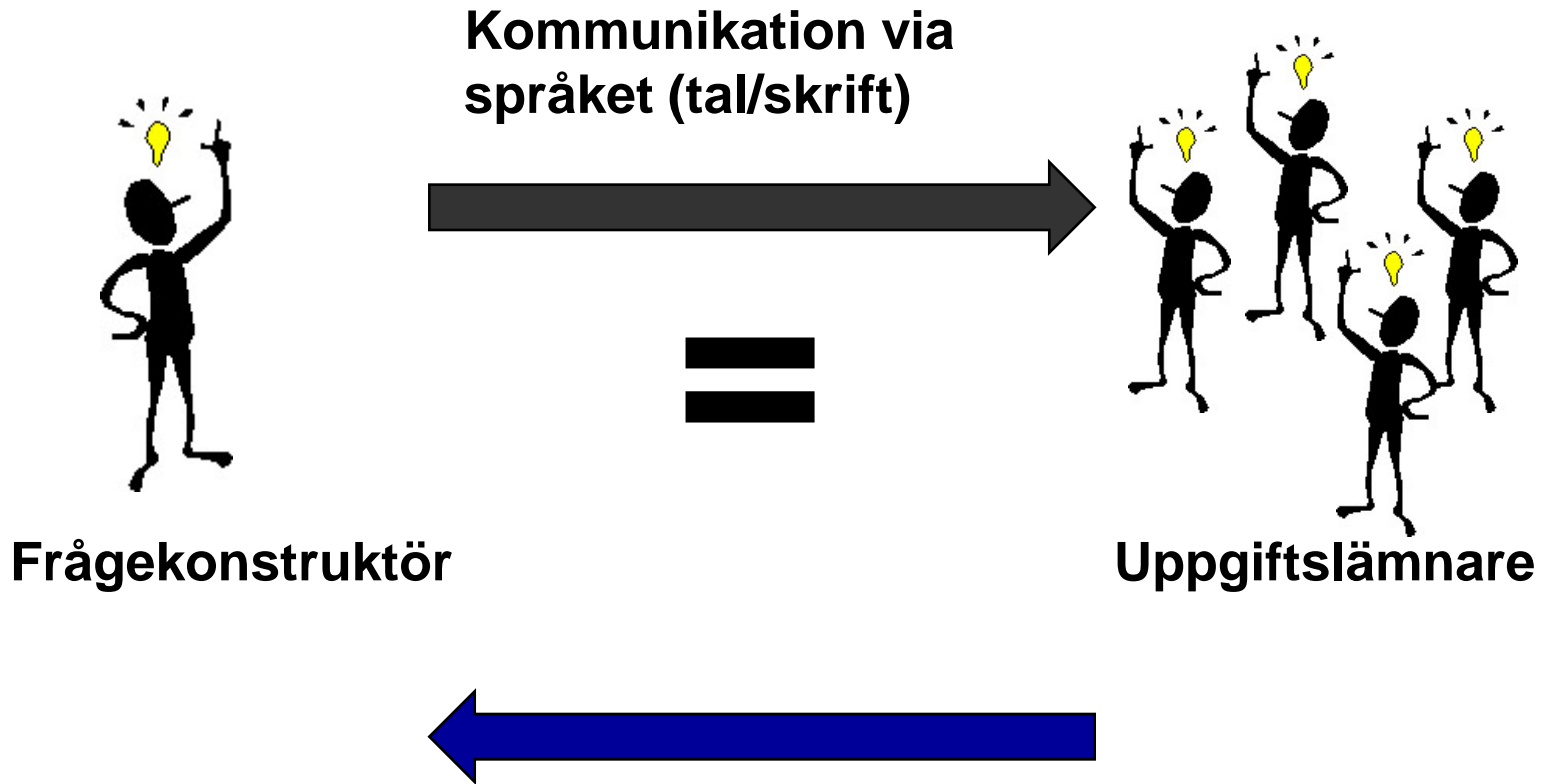 Kommunikation via
språket (tal/skrift)
=
Frågekonstruktör
Uppgiftslämnare